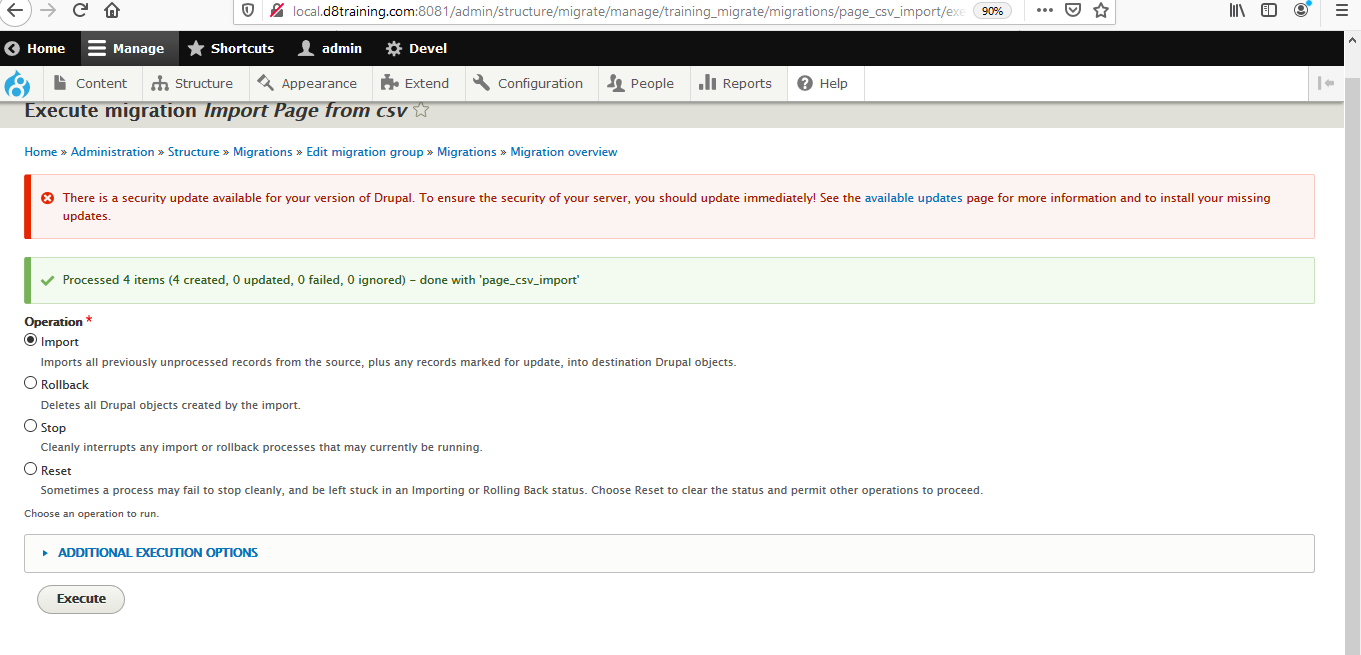 local.d8training.com:8081/admin/structure/migrate/manage/training_migrate/migrations/page_csv_import/exe
90%
Home Manage Shortcuts admin Devel
Content Structure Appearance Extend Configuration People Reports Help
Execute migration Import Page from csv
Home » Administration » Structure » Migrations » Edit migration group » Migrations » Migration overview
There is a security update available for your version of Drupal. To ensure the security of your server, you should update immediately! See the available updates page for more information and to install your missing
updates.
Processed 4 items (4 created, 0 updated, 0 failed, 0 ignored) - done with 'page_csv_import'
Operation *
Import
Imports all previously unprocessed records from the source, plus any records marked for update, into destination Drupal objects.
Rollback
Deletes all Drupal objects created by the import.
Stop
Cleanly interrupts any import or rollback processes that may currently be running.
Reset
Sometimes a process may fail to stop cleanly, and be left stuck in an Importing or Rolling Back status. Choose Reset to clear the status and permit other operations to proceed.
Choose an operation to run.
ADDITIONAL EXECUTION OPTIONS
Execute